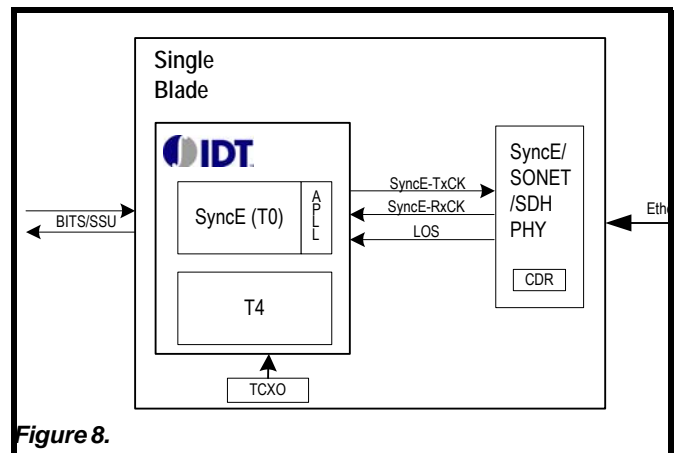 Single
Blade
IDT
SyncE (T0)
APLL
SyncE-TxCK
SyncE-RxCK
LOS
SyncE/
SONET
/SDH
PHY
CDR
BITS/SSU
Eth
T4
TCXO
Figure 8.